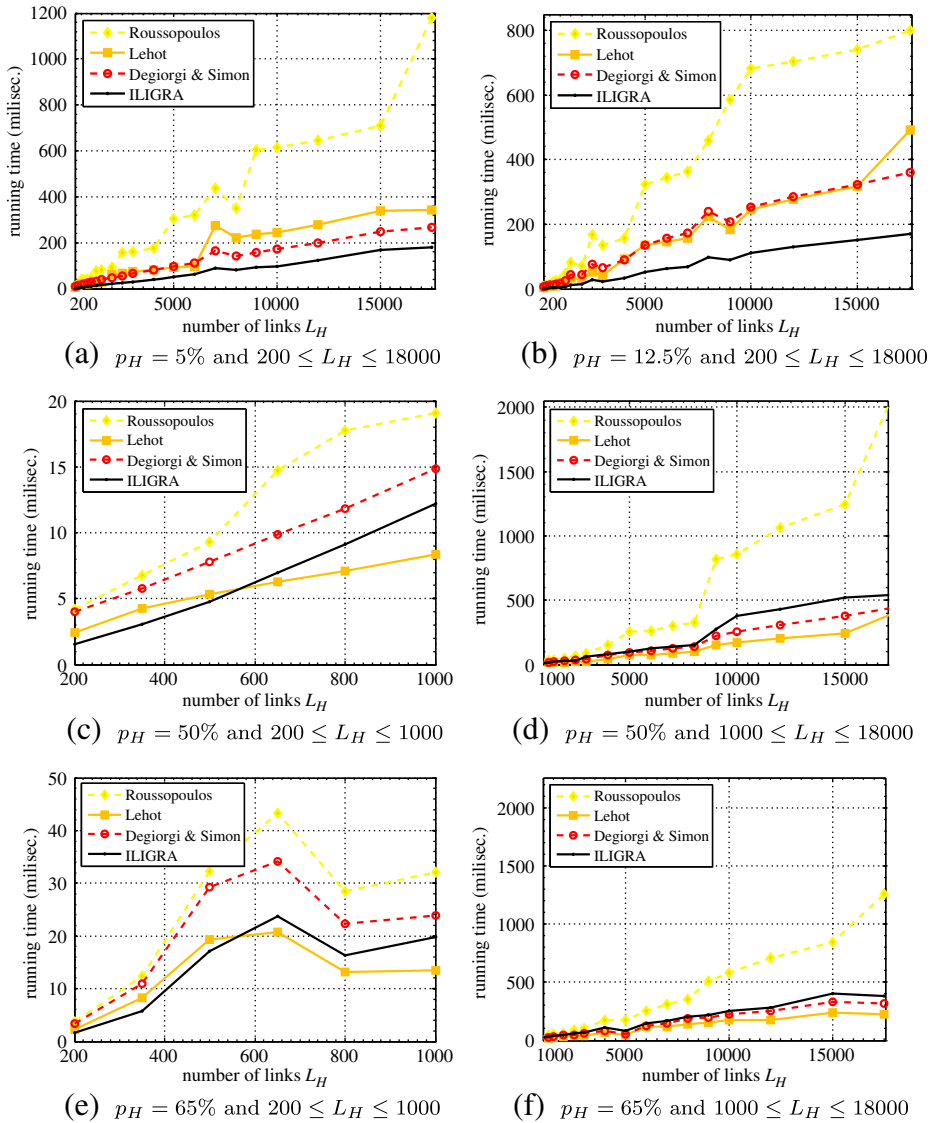 1200
1000
800
600
400
200
0
running time (milisec.)
Roussopoulos
Lehot
Degiorgi & Simon
ILIGRA
200 5000 10000 15000
number of links L_H
(a) p_H = 5% and 200 ≤ L_H ≤ 18000
800
600
400
200
0
running time (milisec.)
Roussopoulos
Lehot
Degiorgi & Simon
ILIGRA
200 5000 10000 15000
number of links L_H
(b) p_H = 12.5% and 200 ≤ L_H ≤ 18000
20
15
10
5
0
running time (milisec.)
Roussopoulos
Lehot
Degiorgi & Simon
ILIGRA
200 400 600 800 1000
number of links L_H
(c) p_H = 50% and 200 ≤ L_H ≤ 1000
2000
1500
1000
500
0
running time (milisec.)
Roussopoulos
Lehot
Degiorgi & Simon
ILIGRA
1000 5000 10000 15000
number of links L_H
(d) p_H = 50% and 1000 ≤ L_H ≤ 18000
50
40
30
20
10
0
running time (milisec.)
Roussopoulos
Lehot
Degiorgi & Simon
ILIGRA
200 400 600 800 1000
number of links L_H
(e) p_H = 65% and 200 ≤ L_H ≤ 1000
2000
1500
1000
500
0
running time (milisec.)
Roussopoulos
Lehot
Degiorgi & Simon
ILIGRA
1000 5000 10000 15000
number of links L_H
(f) p_H = 65% and 1000 ≤ L_H ≤ 18000